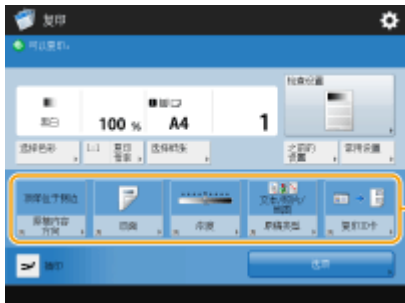 复印
可以复印。
检查设置
黑白
100 %
A4
1
选择色彩
1:1
复印倍率
选择纸张
之前的设置
常用设置
原稿内容方向
双面
浓度
文本/照片/地图
原稿类型
复印ID卡
插印
选项